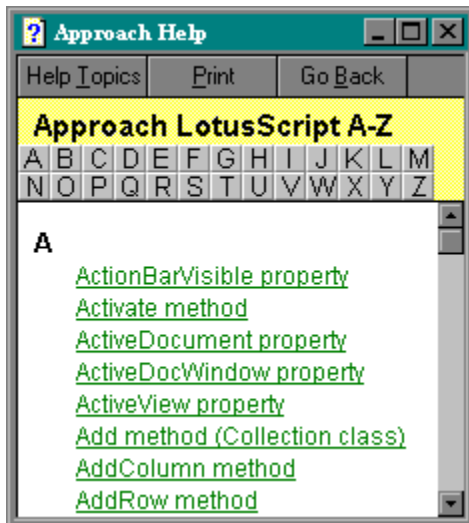 Approach Help
Help Topics Print Go Back
Approach LotusScript A-Z
A B C D E F G H I J K L M
N O P Q R S T U V W X Y Z
A
ActionBarVisible property
Activate method
ActiveDocument property
ActiveDocWindow property
ActiveView property
Add method (Collection class)
AddColumn method
AddRow method